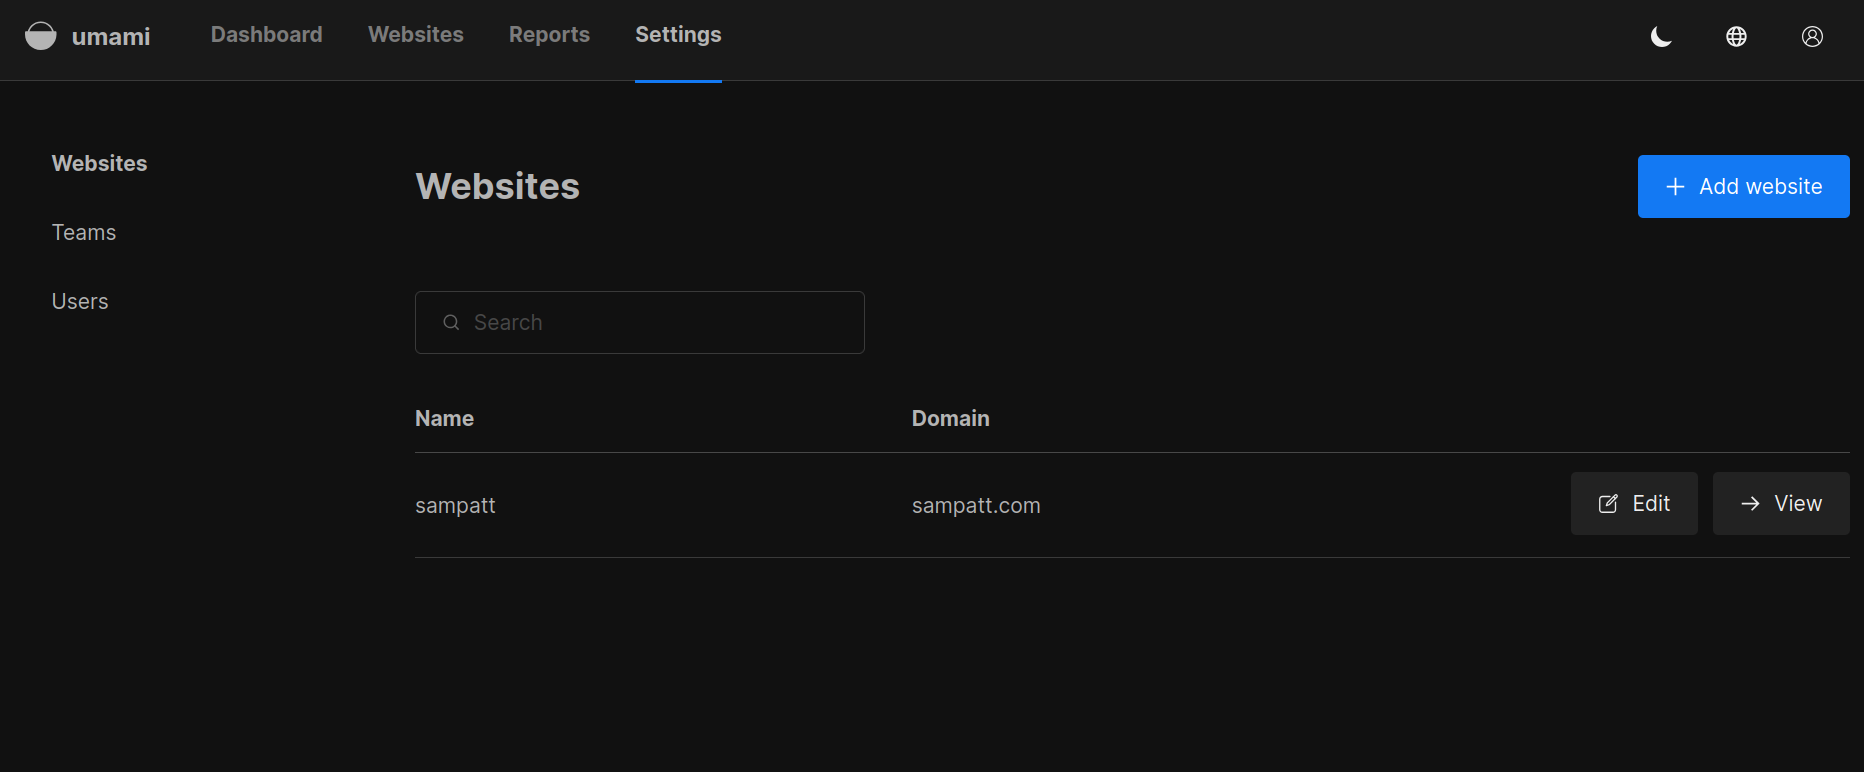 umami Dashboard Websites Reports Settings
Websites
Teams
Users
Websites
Add website
Search
Name Domain
sampatt sampatt.com Edit View